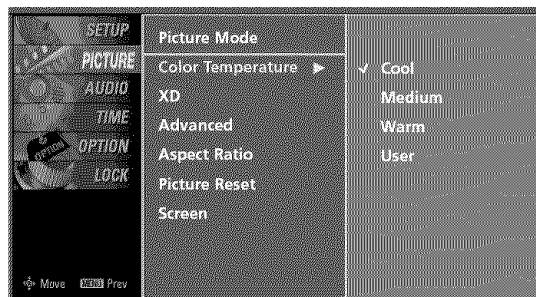 SETUP
PICTURE
AUDIO
TIME
OPTION
LOCK
Move MENU Prev
Picture Mode
Color Temperature
XD
Advanced
Aspect Ratio
Picture Reset
Screen
✓ Cool
Medium
Warm
User